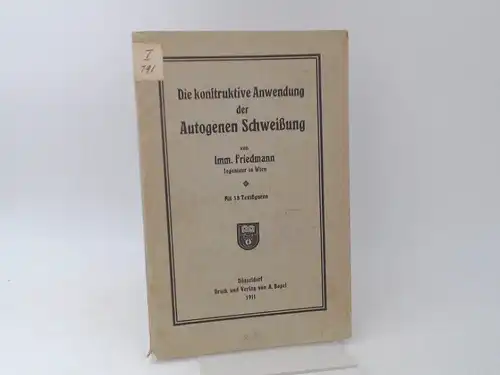 I
791
Die konstruktive Anwendung
der
Autogenen Schweißung
von
Imm. Friedmann
Ingenieur in Wien
Mit 58 Textfiguren
Düsseldorf
Druck und Verlag von A. Bagel
1911